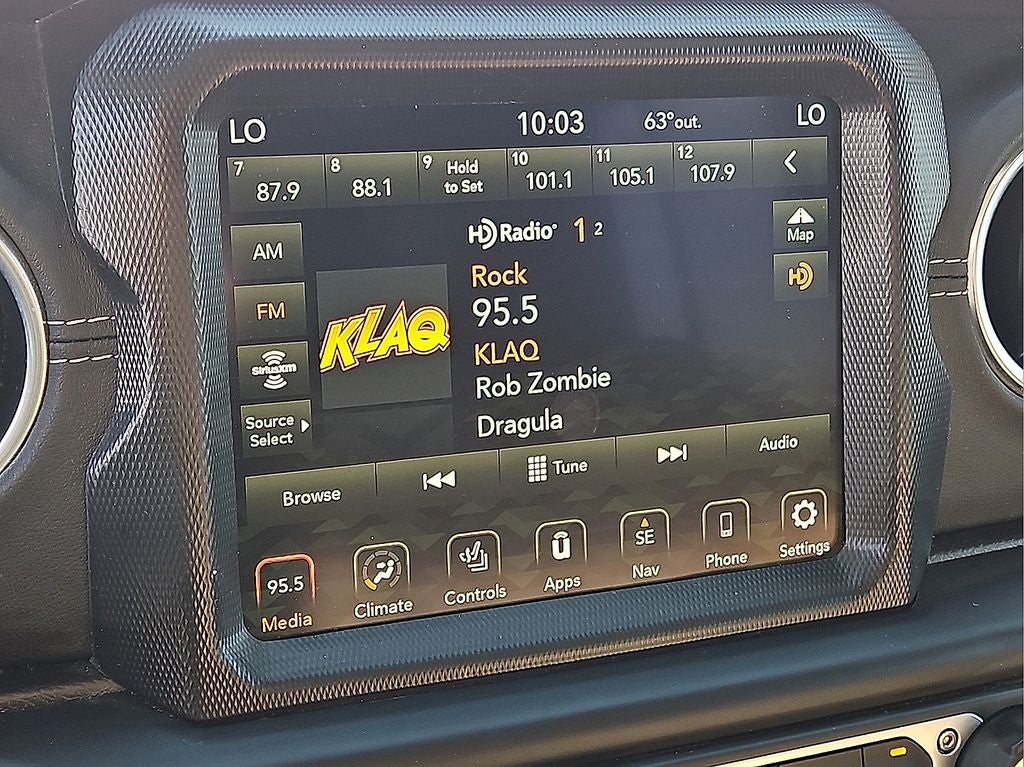 LO 10:03 63°out. LO
7 87.9 8 88.1 9 Hold to Set 10 101.1 11 105.1 12 107.9
HD Radio 1 2
AM
Map
Rock
HD
FM
95.5
KLAQ
KLAQ
SiriusXM
Rob Zombie
Source
Select
Dragula
Browse Tune Audio
95.5 SE
Media Climate Controls Apps Nav Phone Settings